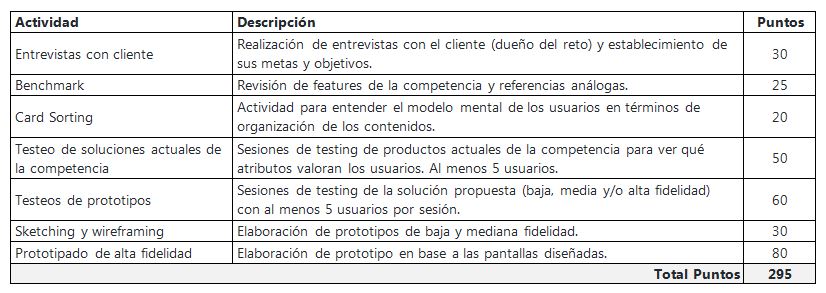 Actividad Descripción Puntos
Entrevistas con cliente Realización de entrevistas con el cliente (dueño del reto) y establecimiento de 30
sus metas y objetivos.
Benchmark Revisión de features de la competencia y referencias análogas. 25
Card Sorting Actividad para entender el modelo mental de los usuarios en términos de 20
organización de los contenidos.
Testeo de soluciones actuales de Sesiones de testing de productos actuales de la competencia para ver qué 50
la competencia atributos valoran los usuarios. Al menos 5 usuarios.
Testeos de prototipos Sesiones de testing de la solución propuesta (baja, media y/o alta fidelidad) 60
con al menos 5 usuarios por sesión.
Sketching y wireframing Elaboración de prototipos de baja y mediana fidelidad. 30
Prototipado de alta fidelidad Elaboración de prototipo en base a las pantallas diseñadas. 80
Total Puntos 295